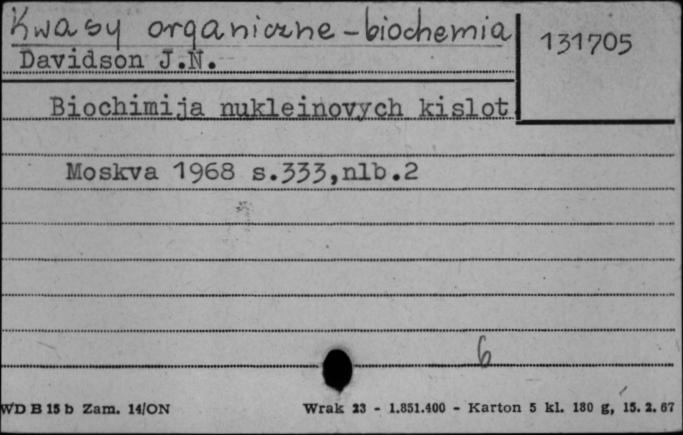 Kwasy organiczne - biochemia
131705
Davidson J.N.
Biochimija nukleinovych kislot.
Moskva 1968 s.333,nlb.2
6
WD B 15 b Zam. 14/ON
Wrak 23 - 1.851.400 - Karton 5 kl. 180 g, 15. 2. 67